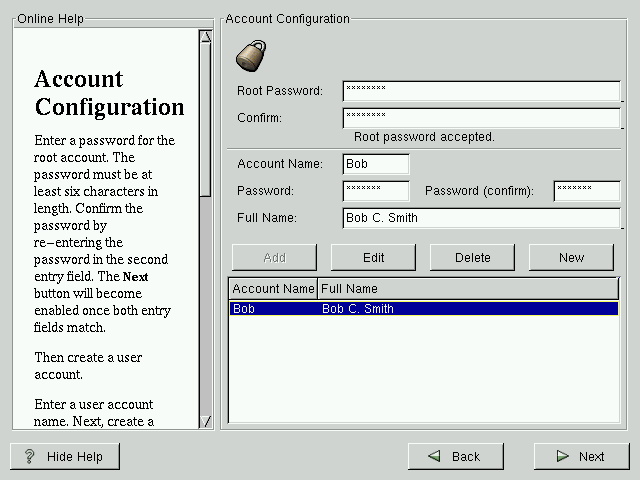 Online Help
Account
Configuration
Enter a password for the
root account. The
password must be at
least six characters in
length. Confirm the
password by
re–entering the
password in the second
entry field. The Next
button will become
enabled once both entry
fields match.
Then create a user
account.
Enter a user account
name. Next, create a
Account Configuration
Root Password: ********
Confirm: ********
Root password accepted.
Account Name: Bob
Password: ******* Password (confirm): *******
Full Name: Bob C. Smith
Add Edit Delete New
Account Name Full Name
Bob Bob C. Smith
? Hide Help Back Next